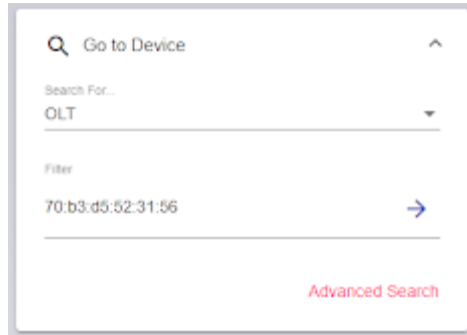 Go to Device
Search For...
OLT
Filter
70:b3:d5:52:31:56
Advanced Search